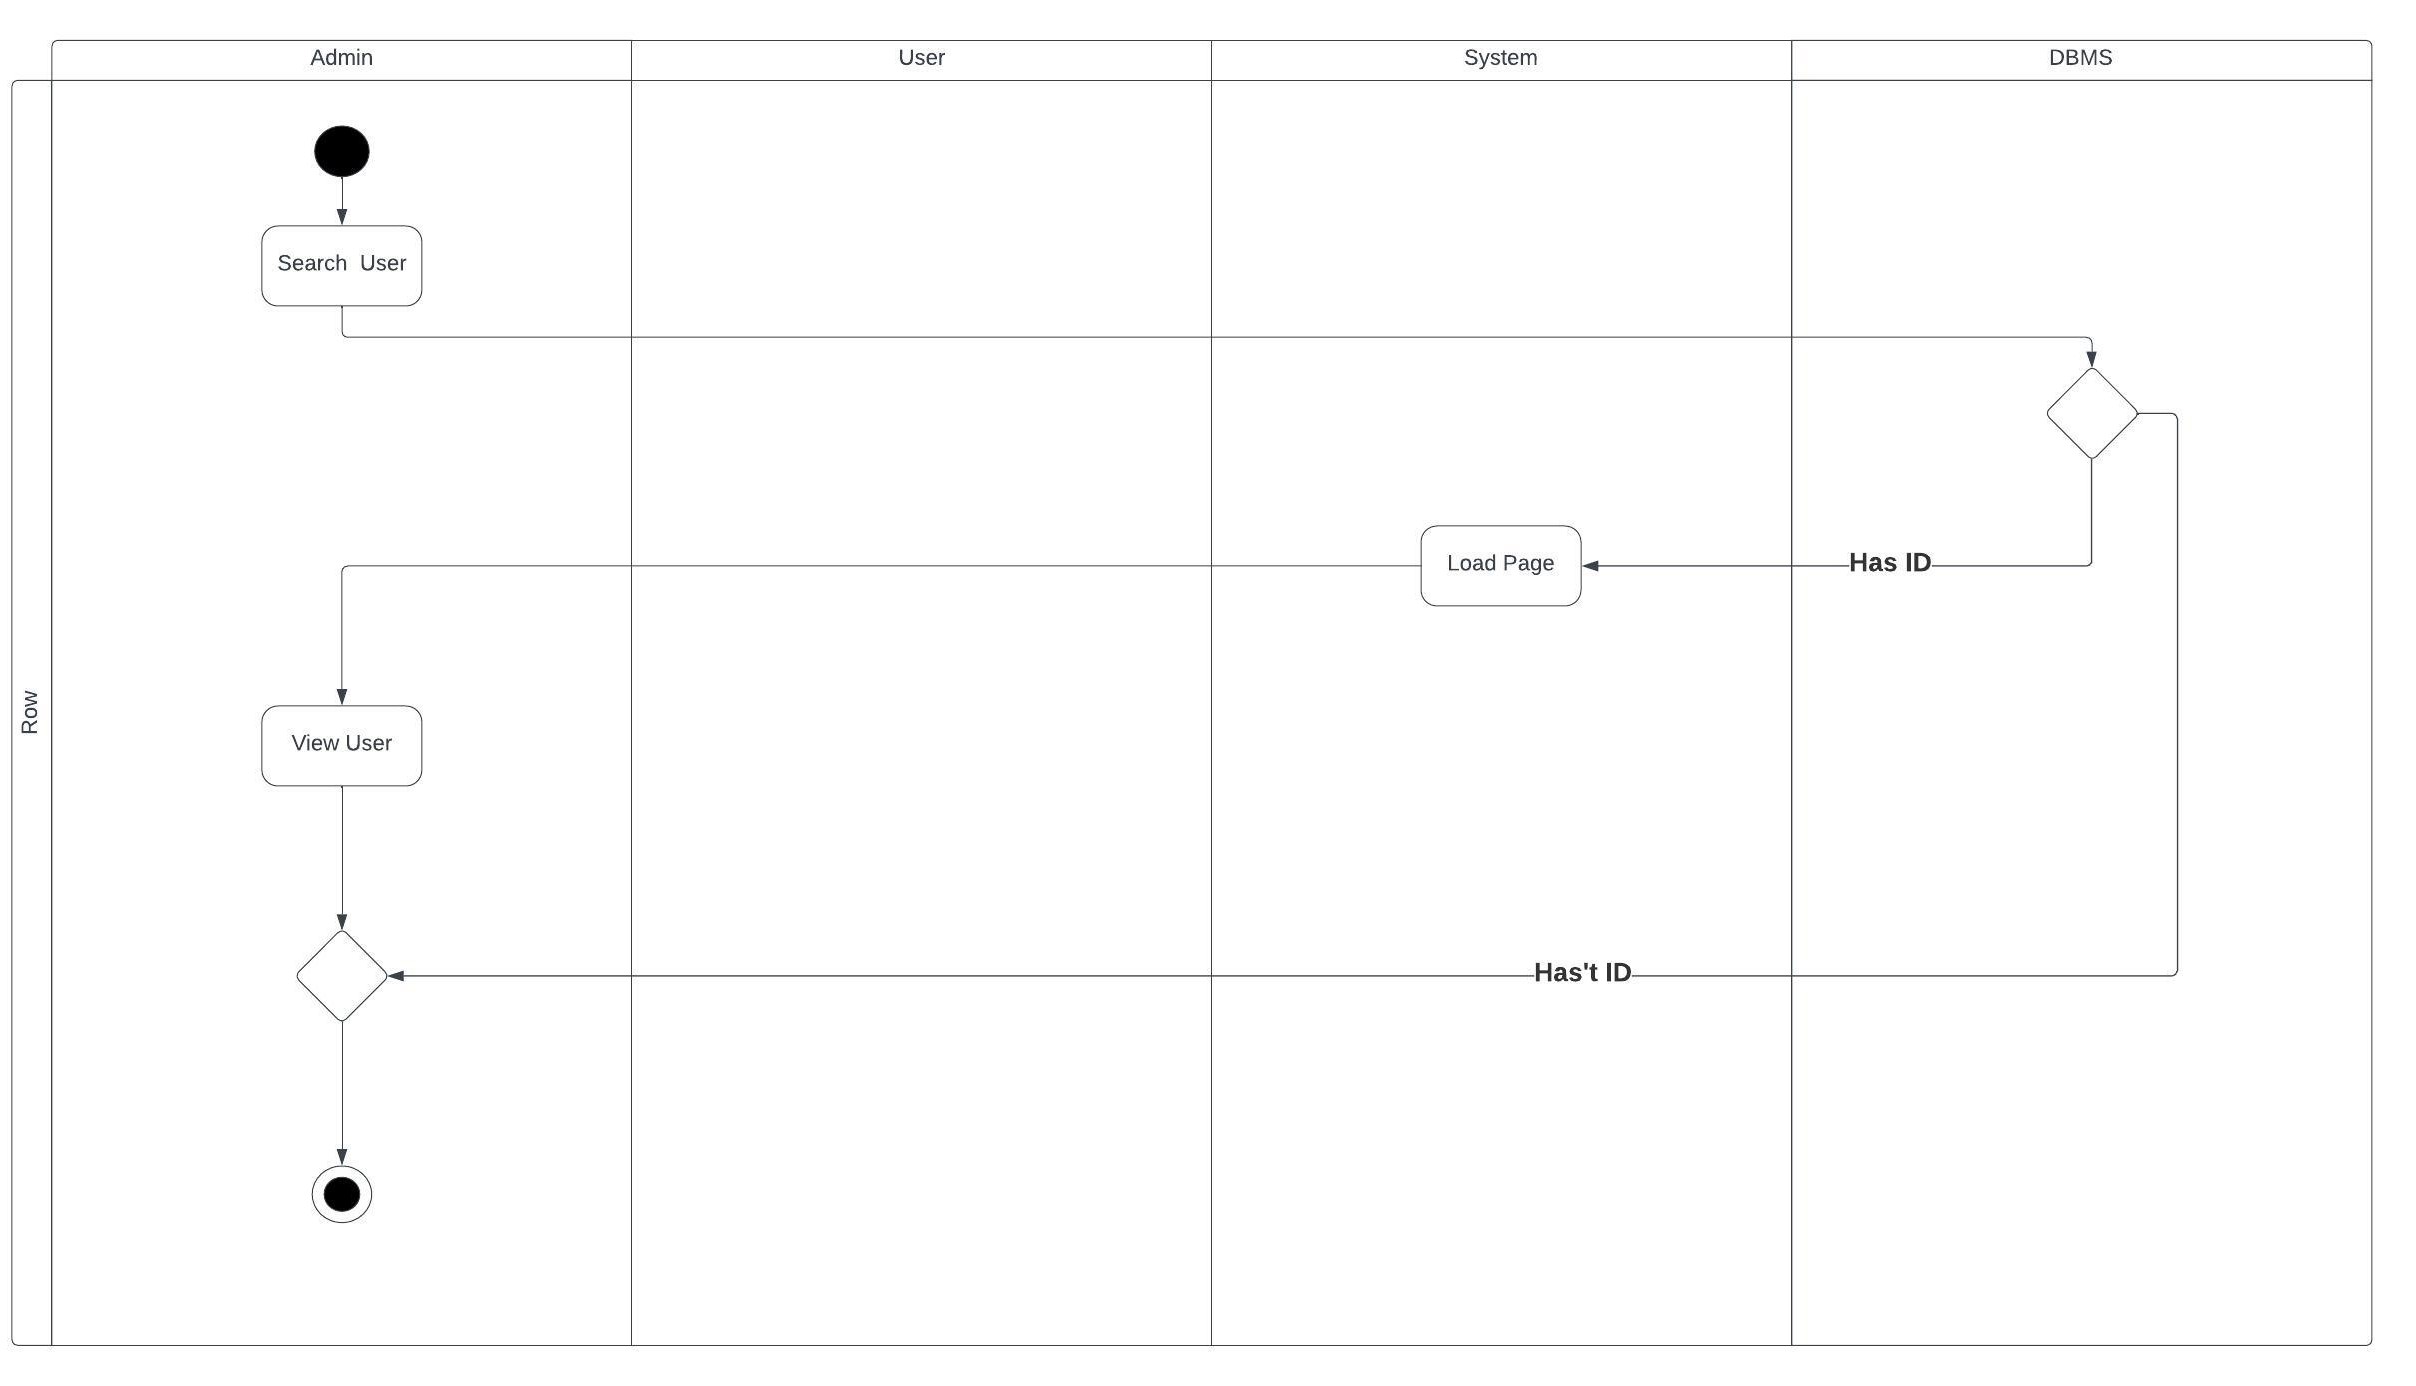 Admin
User
System
DBMS
Row
Search User
Load Page
Has ID
View User
Has't ID